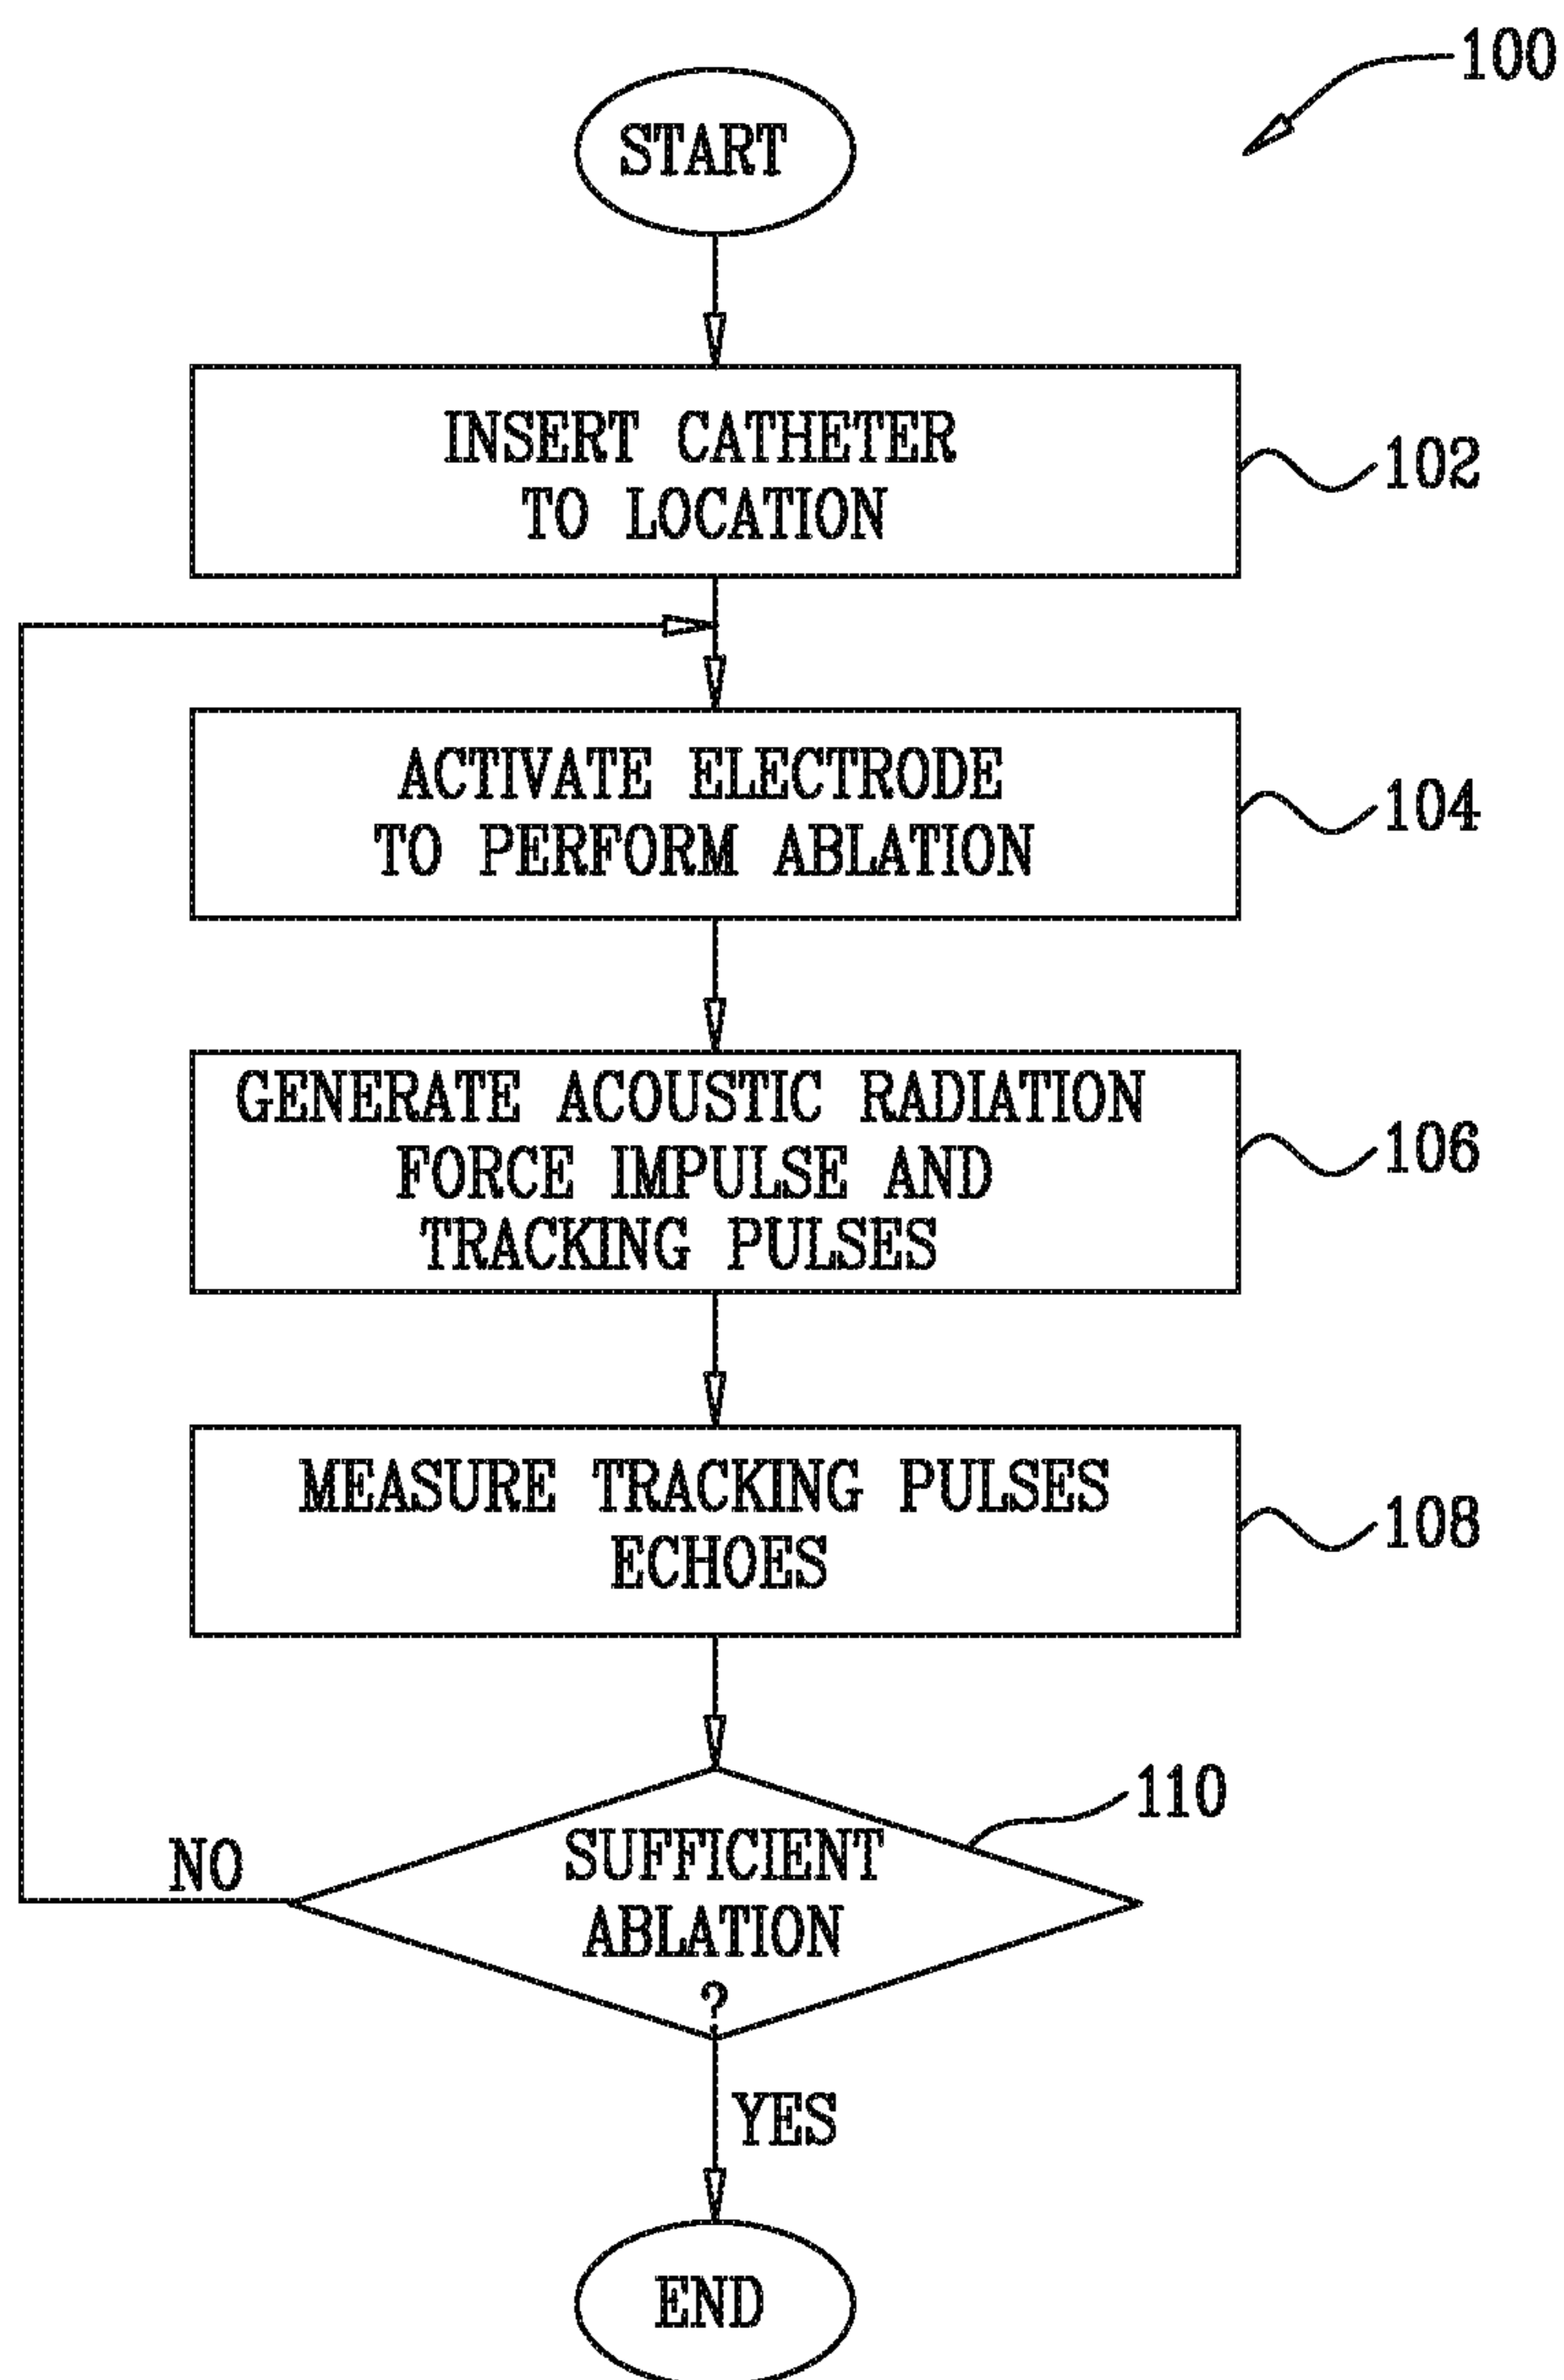 100
START
INSERT CATHETER
TO LOCATION
102
ACTIVATE ELECTRODE
TO PERFORM ABLATION
104
GENERATE ACOUSTIC RADIATION
FORCE IMPULSE AND
TRACKING PULSES
106
MEASURE TRACKING PULSES
ECHOES
108
110
SUFFICIENT
ABLATION
?
NO
YES
END